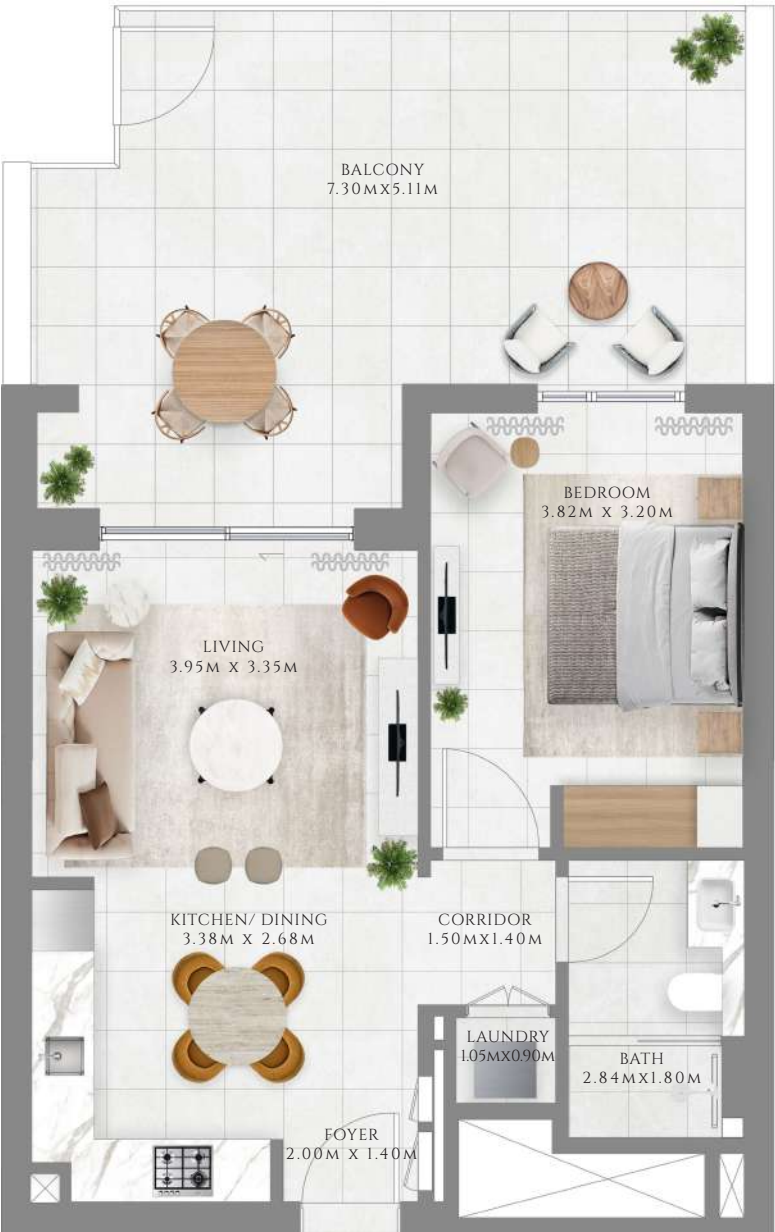 BALCONY
7.30MX5.11M
BEDROOM
3.82M X 3.20M
LIVING
3.95M X 3.35M
KITCHEN/ DINING
3.38M X 2.68M
CORRIDOR
1.50MX1.40M
LAUNDRY
1.05MX0.90M
BATH
2.84MX1.80M
FOYER
2.00M X 1.40M